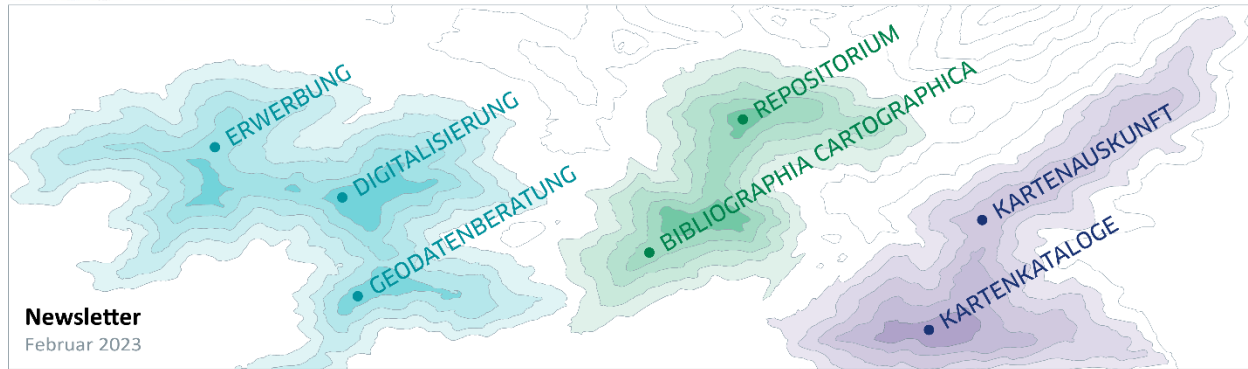 ERWERBUNG
DIGITALISIERUNG
GEODATENBERATUNG
REPOSITORIUM
BIBLIOGRAPHIA CARTOGRAPHICA
KARTENAUSKUNFT
KARTENKATALOGE
Newsletter
Februar 2023